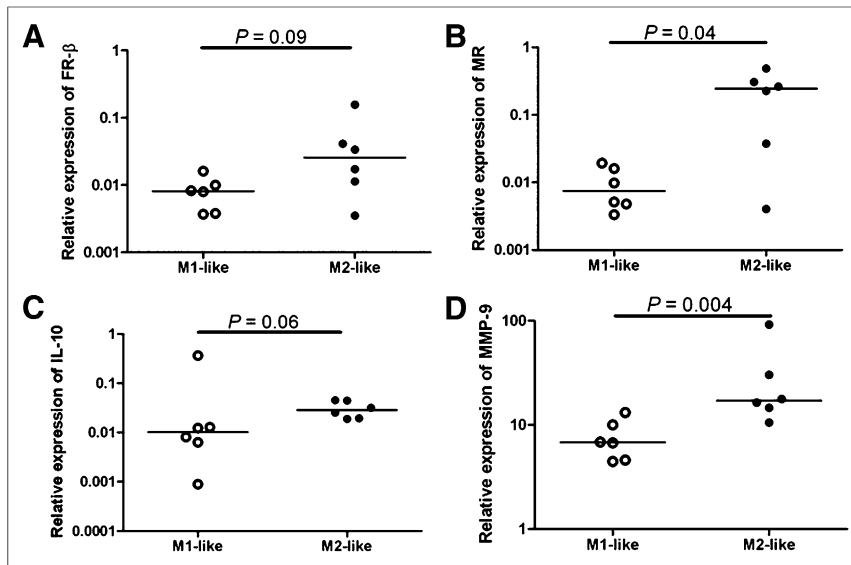 A
P = 0.09
Relative expression of FR-β
1
0.1
0.01
0.001
M1-like M2-like
B
P = 0.04
Relative expression of MR
1
0.1
0.01
0.001
M1-like M2-like
C
P = 0.06
Relative expression of IL-10
1
0.1
0.01
0.001
0.0001
M1-like M2-like
D
P = 0.004
Relative expression of MMP-9
100
10
1
M1-like M2-like